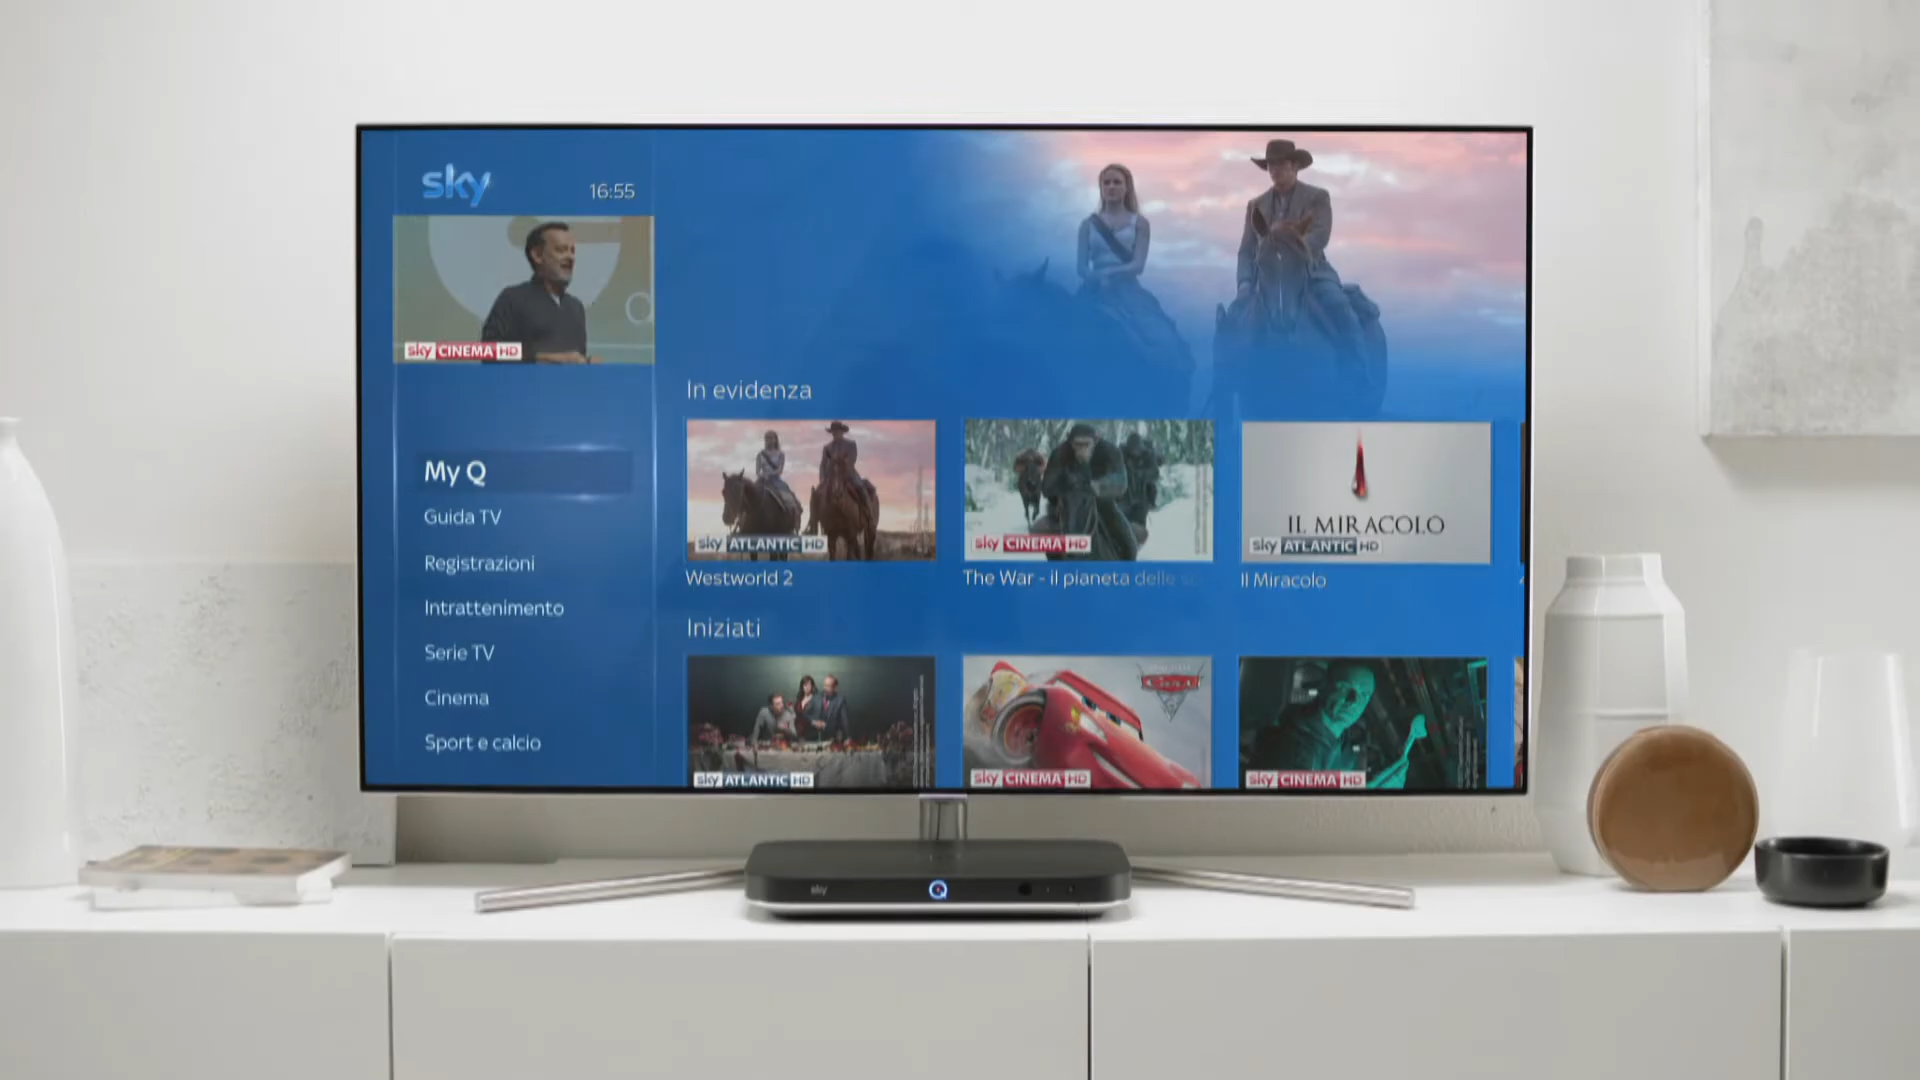 sky
16:55
sky CINEMA HD
My Q
Guida TV
Registrazioni
Intrattenimento
Serie TV
Cinema
Sport e calcio
In evidenza
sky ATLANTIC HD
sky CINEMA HD
IL MIRACOLO
sky ATLANTIC HD
Westworld 2
The War - il pianeta delle
Il Miracolo
Iniziati
sky ATLANTIC HD
sky CINEMA HD
sky CINEMA HD
sky
Q